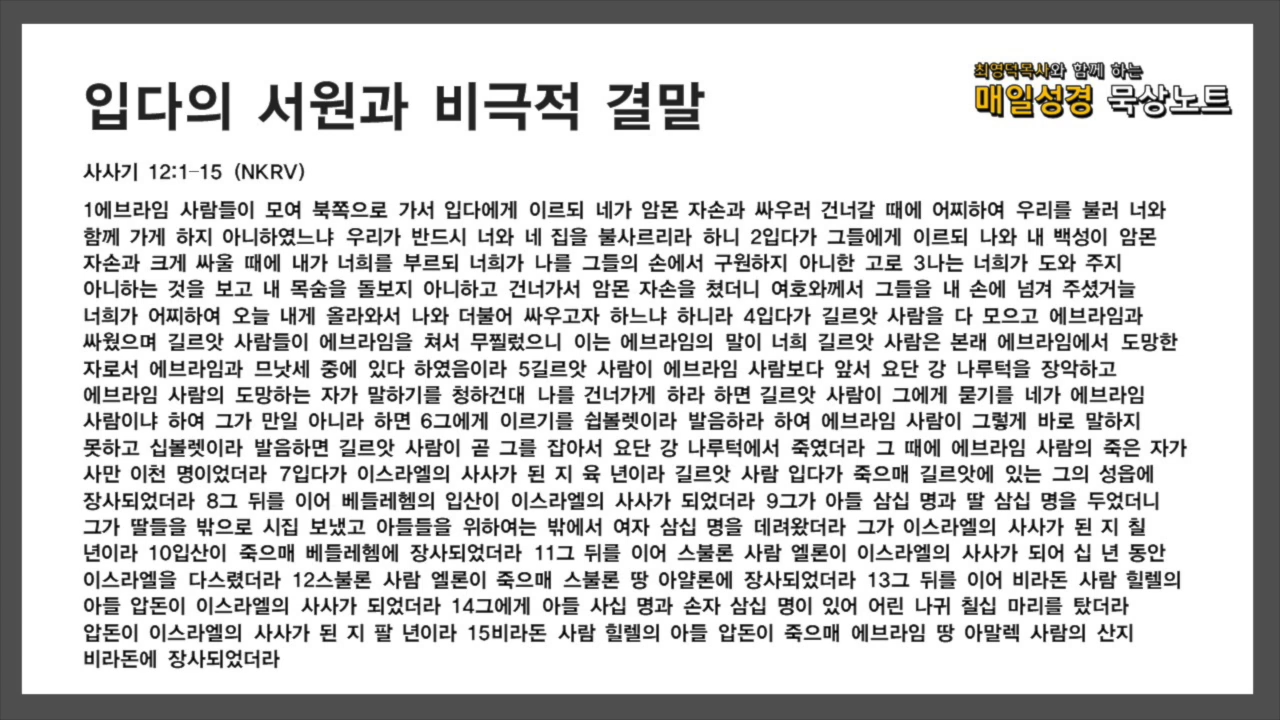 입다의 서원과 비극적 결말
최영덕목사와 함께 하는
매일성경 묵상노트
사사기 12:1-15 (NKRV)
1에브라임 사람들이 모여 북쪽으로 가서 입다에게 이르되 네가 암몬 자손과 싸우러 건너갈 때에 어찌하여 우리를 불러 너와
함께 가게 하지 아니하였느냐 우리가 반드시 너와 네 집을 불사르리라 하니 2입다가 그들에게 이르되 나와 내 백성이 암몬
자손과 크게 싸울 때에 내가 너희를 부르되 너희가 나를 그들의 손에서 구원하지 아니한 고로 3나는 너희가 도와 주지
아니하는 것을 보고 내 목숨을 돌보지 아니하고 건너가서 암몬 자손을 쳤더니 여호와께서 그들을 내 손에 넘겨 주셨거늘
너희가 어찌하여 오늘 내게 올라와서 나와 더불어 싸우고자 하느냐 하니라 4입다가 길르앗 사람을 다 모으고 에브라임과
싸웠으며 길르앗 사람들이 에브라임을 쳐서 무찔렀으니 이는 에브라임의 말이 너희 길르앗 사람은 본래 에브라임에서 도망한
자로서 에브라임과 므낫세 중에 있다 하였음이라 5길르앗 사람이 에브라임 사람보다 앞서 요단 강 나루턱을 장악하고
에브라임 사람의 도망하는 자가 말하기를 청하건대 나를 건너가게 하라 하면 길르앗 사람이 그에게 묻기를 네가 에브라임
사람이냐 하여 그가 만일 아니라 하면 6그에게 이르기를 쉽볼렛이라 발음하라 하여 에브라임 사람이 그렇게 바로 말하지
못하고 십볼렛이라 발음하면 길르앗 사람이 곧 그를 잡아서 요단 강 나루턱에서 죽였더라 그 때에 에브라임 사람의 죽은 자가
사만 이천 명이었더라 7입다가 이스라엘의 사사가 된 지 육 년이라 길르앗 사람 입다가 죽으매 길르앗에 있는 그의 성읍에
장사되었더라 8그 뒤를 이어 베들레헴의 입산이 이스라엘의 사사가 되었더라 9그가 아들 삼십 명과 딸 삼십 명을 두었더니
그가 딸들을 밖으로 시집 보냈고 아들들을 위하여는 밖에서 여자 삼십 명을 데려왔더라 그가 이스라엘의 사사가 된 지 칠
년이라 10입산이 죽으매 베들레헴에 장사되었더라 11그 뒤를 이어 스불론 사람 엘론이 이스라엘의 사사가 되어 십 년 동안
이스라엘을 다스렸더라 12스불론 사람 엘론이 죽으매 스불론 땅 아얄론에 장사되었더라 13그 뒤를 이어 비라돈 사람 힐렐의
아들 압돈이 이스라엘의 사사가 되었더라 14그에게 아들 사십 명과 손자 삼십 명이 있어 어린 나귀 칠십 마리를 탔더라
압돈이 이스라엘의 사사가 된 지 팔 년이라 15비라돈 사람 힐렐의 아들 압돈이 죽으매 에브라임 땅 아말렉 사람의 산지
비라돈에 장사되었더라